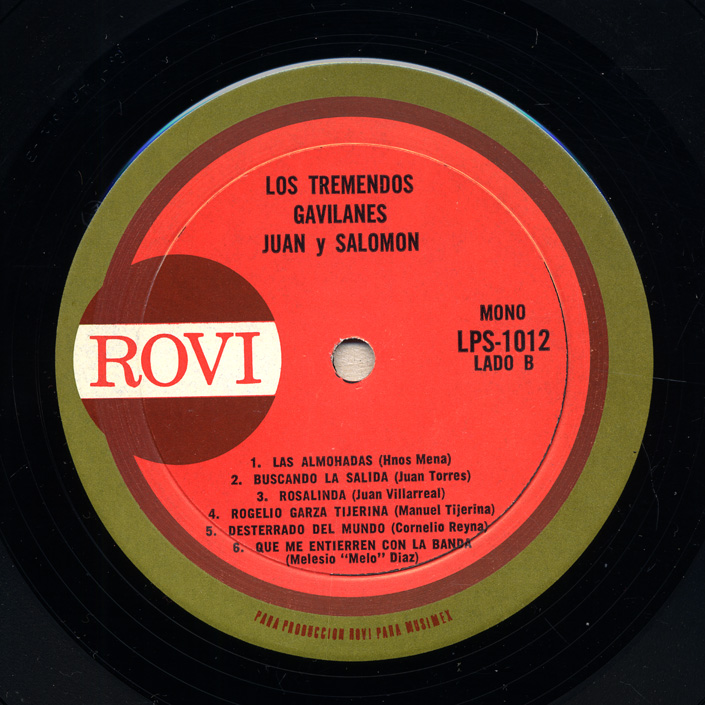 LOS TREMENDOS
GAVILANES
JUAN y SALOMON
MONO
LPS-1012
LADO B
ROVI
1. LAS ALMOHADAS (Hnos Mena)
2. BUSCANDO LA SALIDA (Juan Torres)
3. ROSALINDA (Juan Villarreal)
4. ROGELIO GARZA TIJERINA (Manuel Tijerina)
5. DESTERRADO DEL MUNDO (Cornelio Reyna)
6. QUE ME ENTIERREN CON LA BANDA
(Melesio "Melo" Diaz)
PARA PRODUCCION ROVI PARA MUSIMEX